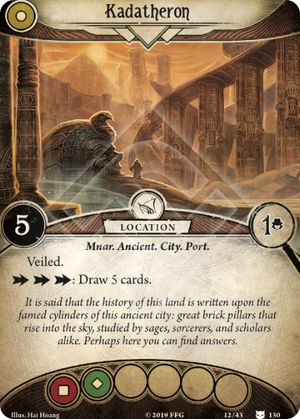 Kadatheron
5
LOCATION
1
Mnar. Ancient. City. Port.
Veiled.
: Draw 5 cards.
It is said that the history of this land is written upon the
famed cylinders of this ancient city: great brick pillars that
rise into the sky, studied by sages, sorcerers, and scholars
alike. Perhaps here you can find answers.
Illus. Hai Hoang
© 2019 FFG
12/43
130